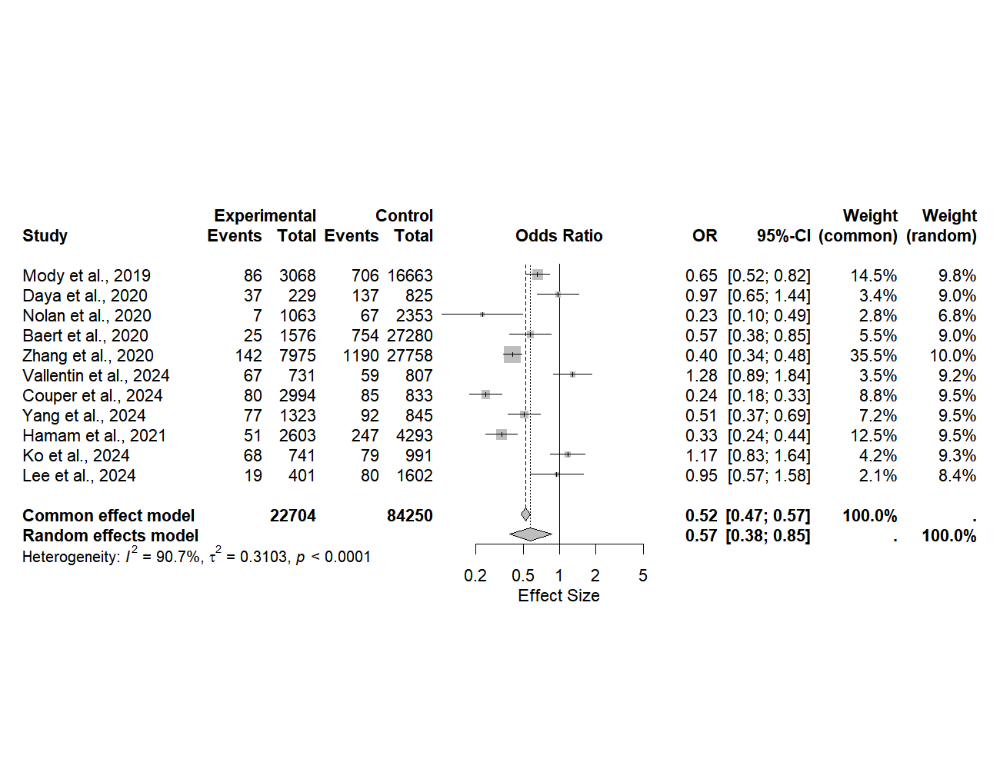 Experimental Control Weight Weight
Study Events Total Events Total Odds Ratio OR 95%-CI (common) (random)
Mody et al., 2019 86 3068 706 16663 0.65 [0.52; 0.82] 14.5% 9.8%
Daya et al., 2020 37 229 137 825 0.97 [0.65; 1.44] 3.4% 9.0%
Nolan et al., 2020 7 1063 67 2353 0.23 [0.10; 0.49] 2.8% 6.8%
Baert et al., 2020 25 1576 754 27280 0.57 [0.38; 0.85] 5.5% 9.0%
Zhang et al., 2020 142 7975 1190 27758 0.40 [0.34; 0.48] 35.5% 10.0%
Vallentin et al., 2024 67 731 59 807 1.28 [0.89; 1.84] 3.5% 9.2%
Couper et al., 2024 80 2994 85 833 0.24 [0.18; 0.33] 8.8% 9.5%
Yang et al., 2024 77 1323 92 845 0.51 [0.37; 0.69] 7.2% 9.5%
Hamam et al., 2021 51 2603 247 4293 0.33 [0.24; 0.44] 12.5% 9.5%
Ko et al., 2024 68 741 79 991 1.17 [0.83; 1.64] 4.2% 9.3%
Lee et al., 2024 19 401 80 1602 0.95 [0.57; 1.58] 2.1% 8.4%
Common effect model 22704 84250 0.52 [0.47; 0.57] 100.0% .
Random effects model 0.57 [0.38; 0.85] . 100.0%
Heterogeneity: I² = 90.7%, τ² = 0.3103, p < 0.0001
0.2 0.5 1 2 5
Effect Size